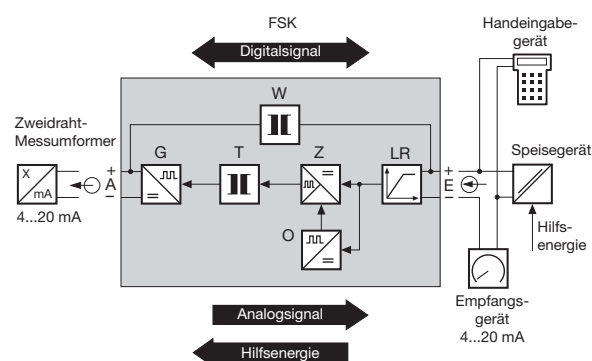 FSK
Digitalsignal
Handeingabe-
gerät
W
Zweidraht-
Messumformer
G
T
Z
LR
X
mA
+
A
–
+
E
–
Speisegerät
4...20 mA
O
Hilfs-
energie
Analogsignal
Empfangs-
gerät
4...20 mA
Hilfsenergie